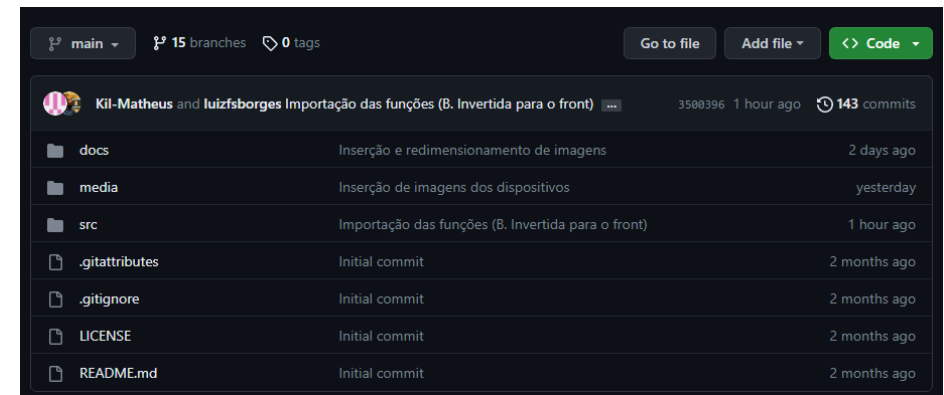 main 15 branches 0 tags Go to file Add file <> Code
Kil-Matheus and luizfsborges Importação das funções (B. Invertida para o front) ... 3500396 1 hour ago 143 commits
docs Inserção e redimensionamento de imagens 2 days ago
media Inserção de imagens dos dispositivos yesterday
src Importação das funções (B. Invertida para o front) 1 hour ago
.gitattributes Initial commit 2 months ago
.gitignore Initial commit 2 months ago
LICENSE Initial commit 2 months ago
README.md Initial commit 2 months ago